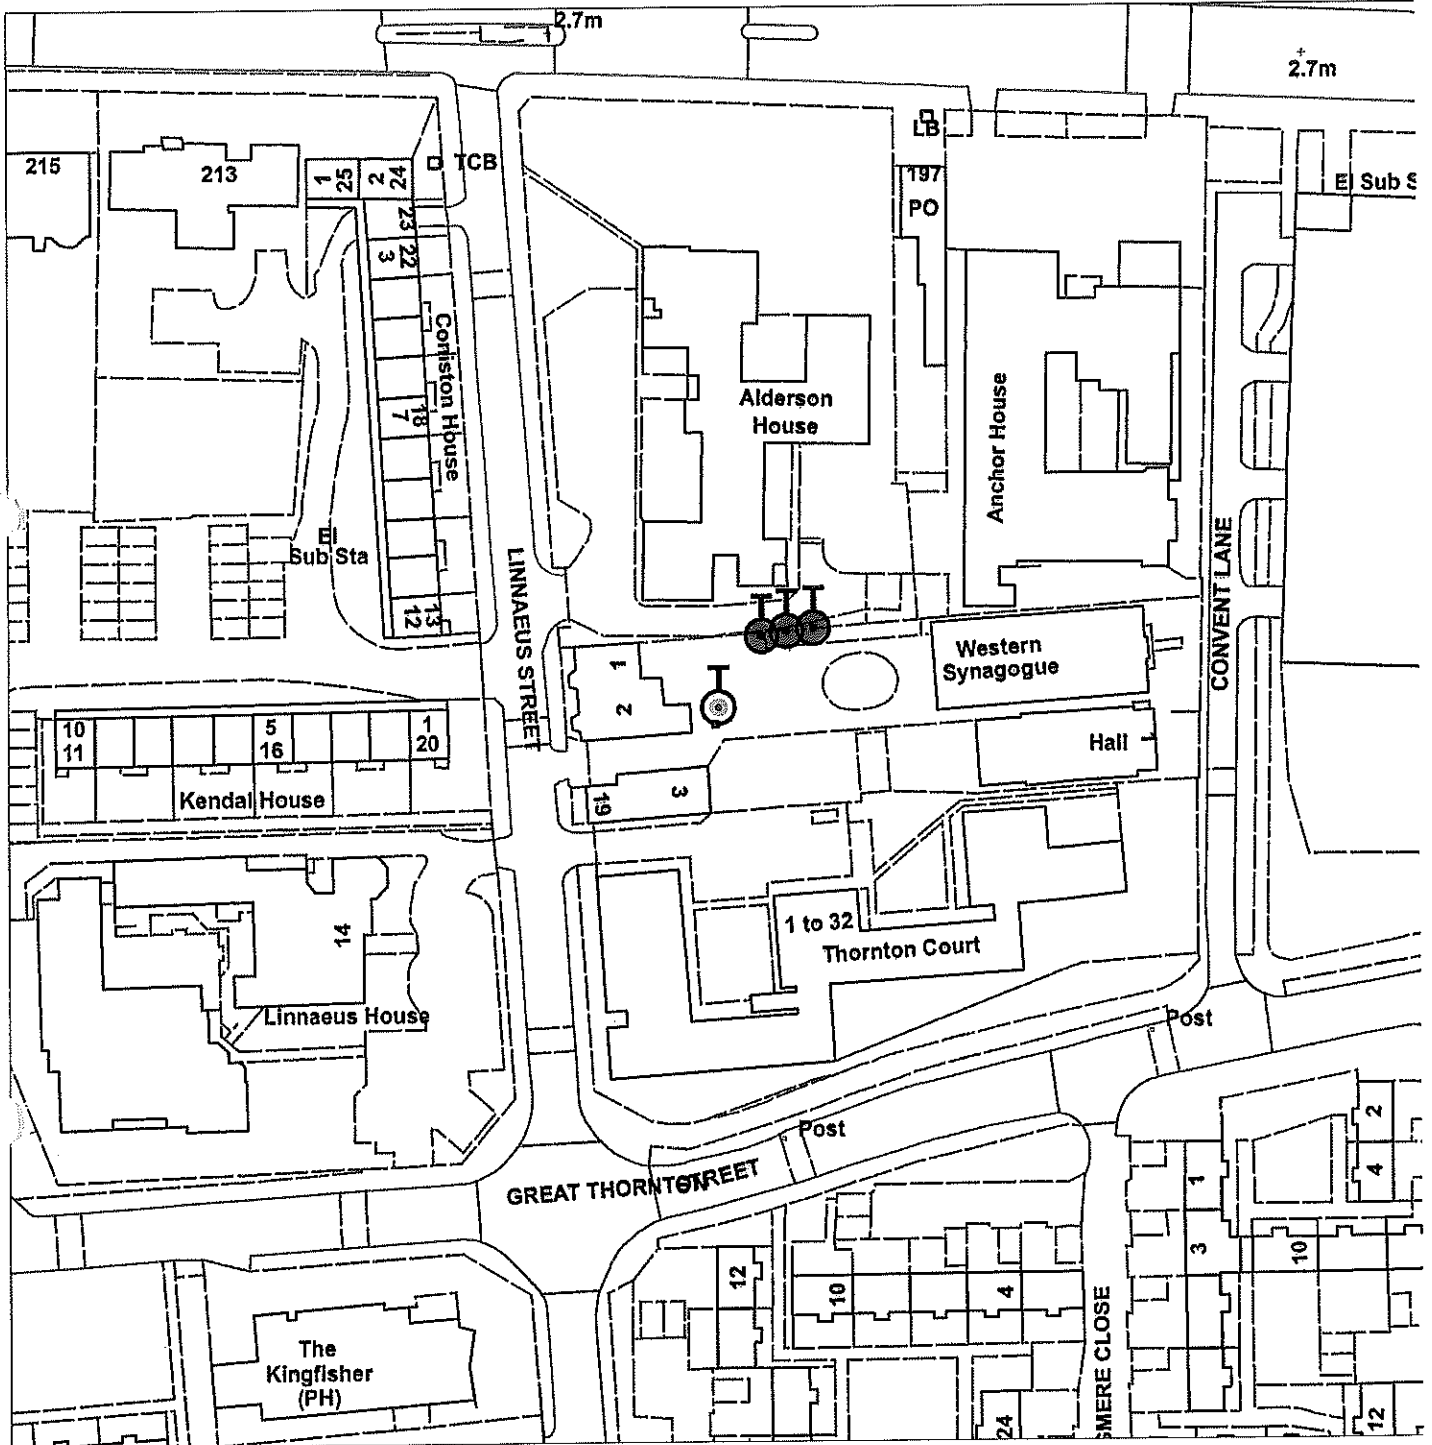 2.7m
2.7m
LB
TCB
215
213
1
25
2
24
23
22
3
197
PO
El Sub S
Coniston House
18
7
Alderson
House
Anchor House
El
Sub Sta
LINNAEUS STREET
CONVENT LANE
13
12
1
2
Western
Synagogue
10
11
5
16
1
20
Hall
Kendal House
19
3
14
1 to 32
Thornton Court
Linnaeus House
Post
Post
GREAT THORNTON
STREET
2
4
1
3
10
12
10
4
The
Kingfisher
(PH)
SMERE CLOSE
24
12